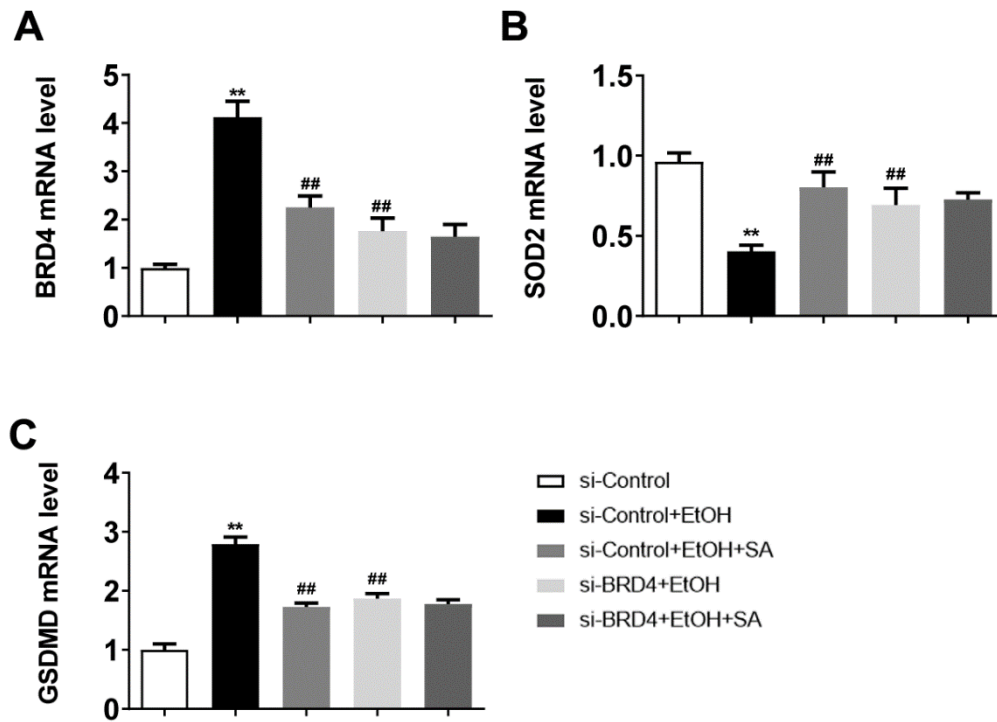 A
BRD4 mRNA level
5
4
3
2
1
0
**
##
##
B
SOD2 mRNA level
1.5
1.0
0.5
0.0
**
##
##
C
GSDMD mRNA level
4
3
2
1
0
**
##
##
si-Control
si-Control+EtOH
si-Control+EtOH+SA
si-BRD4+EtOH
si-BRD4+EtOH+SA